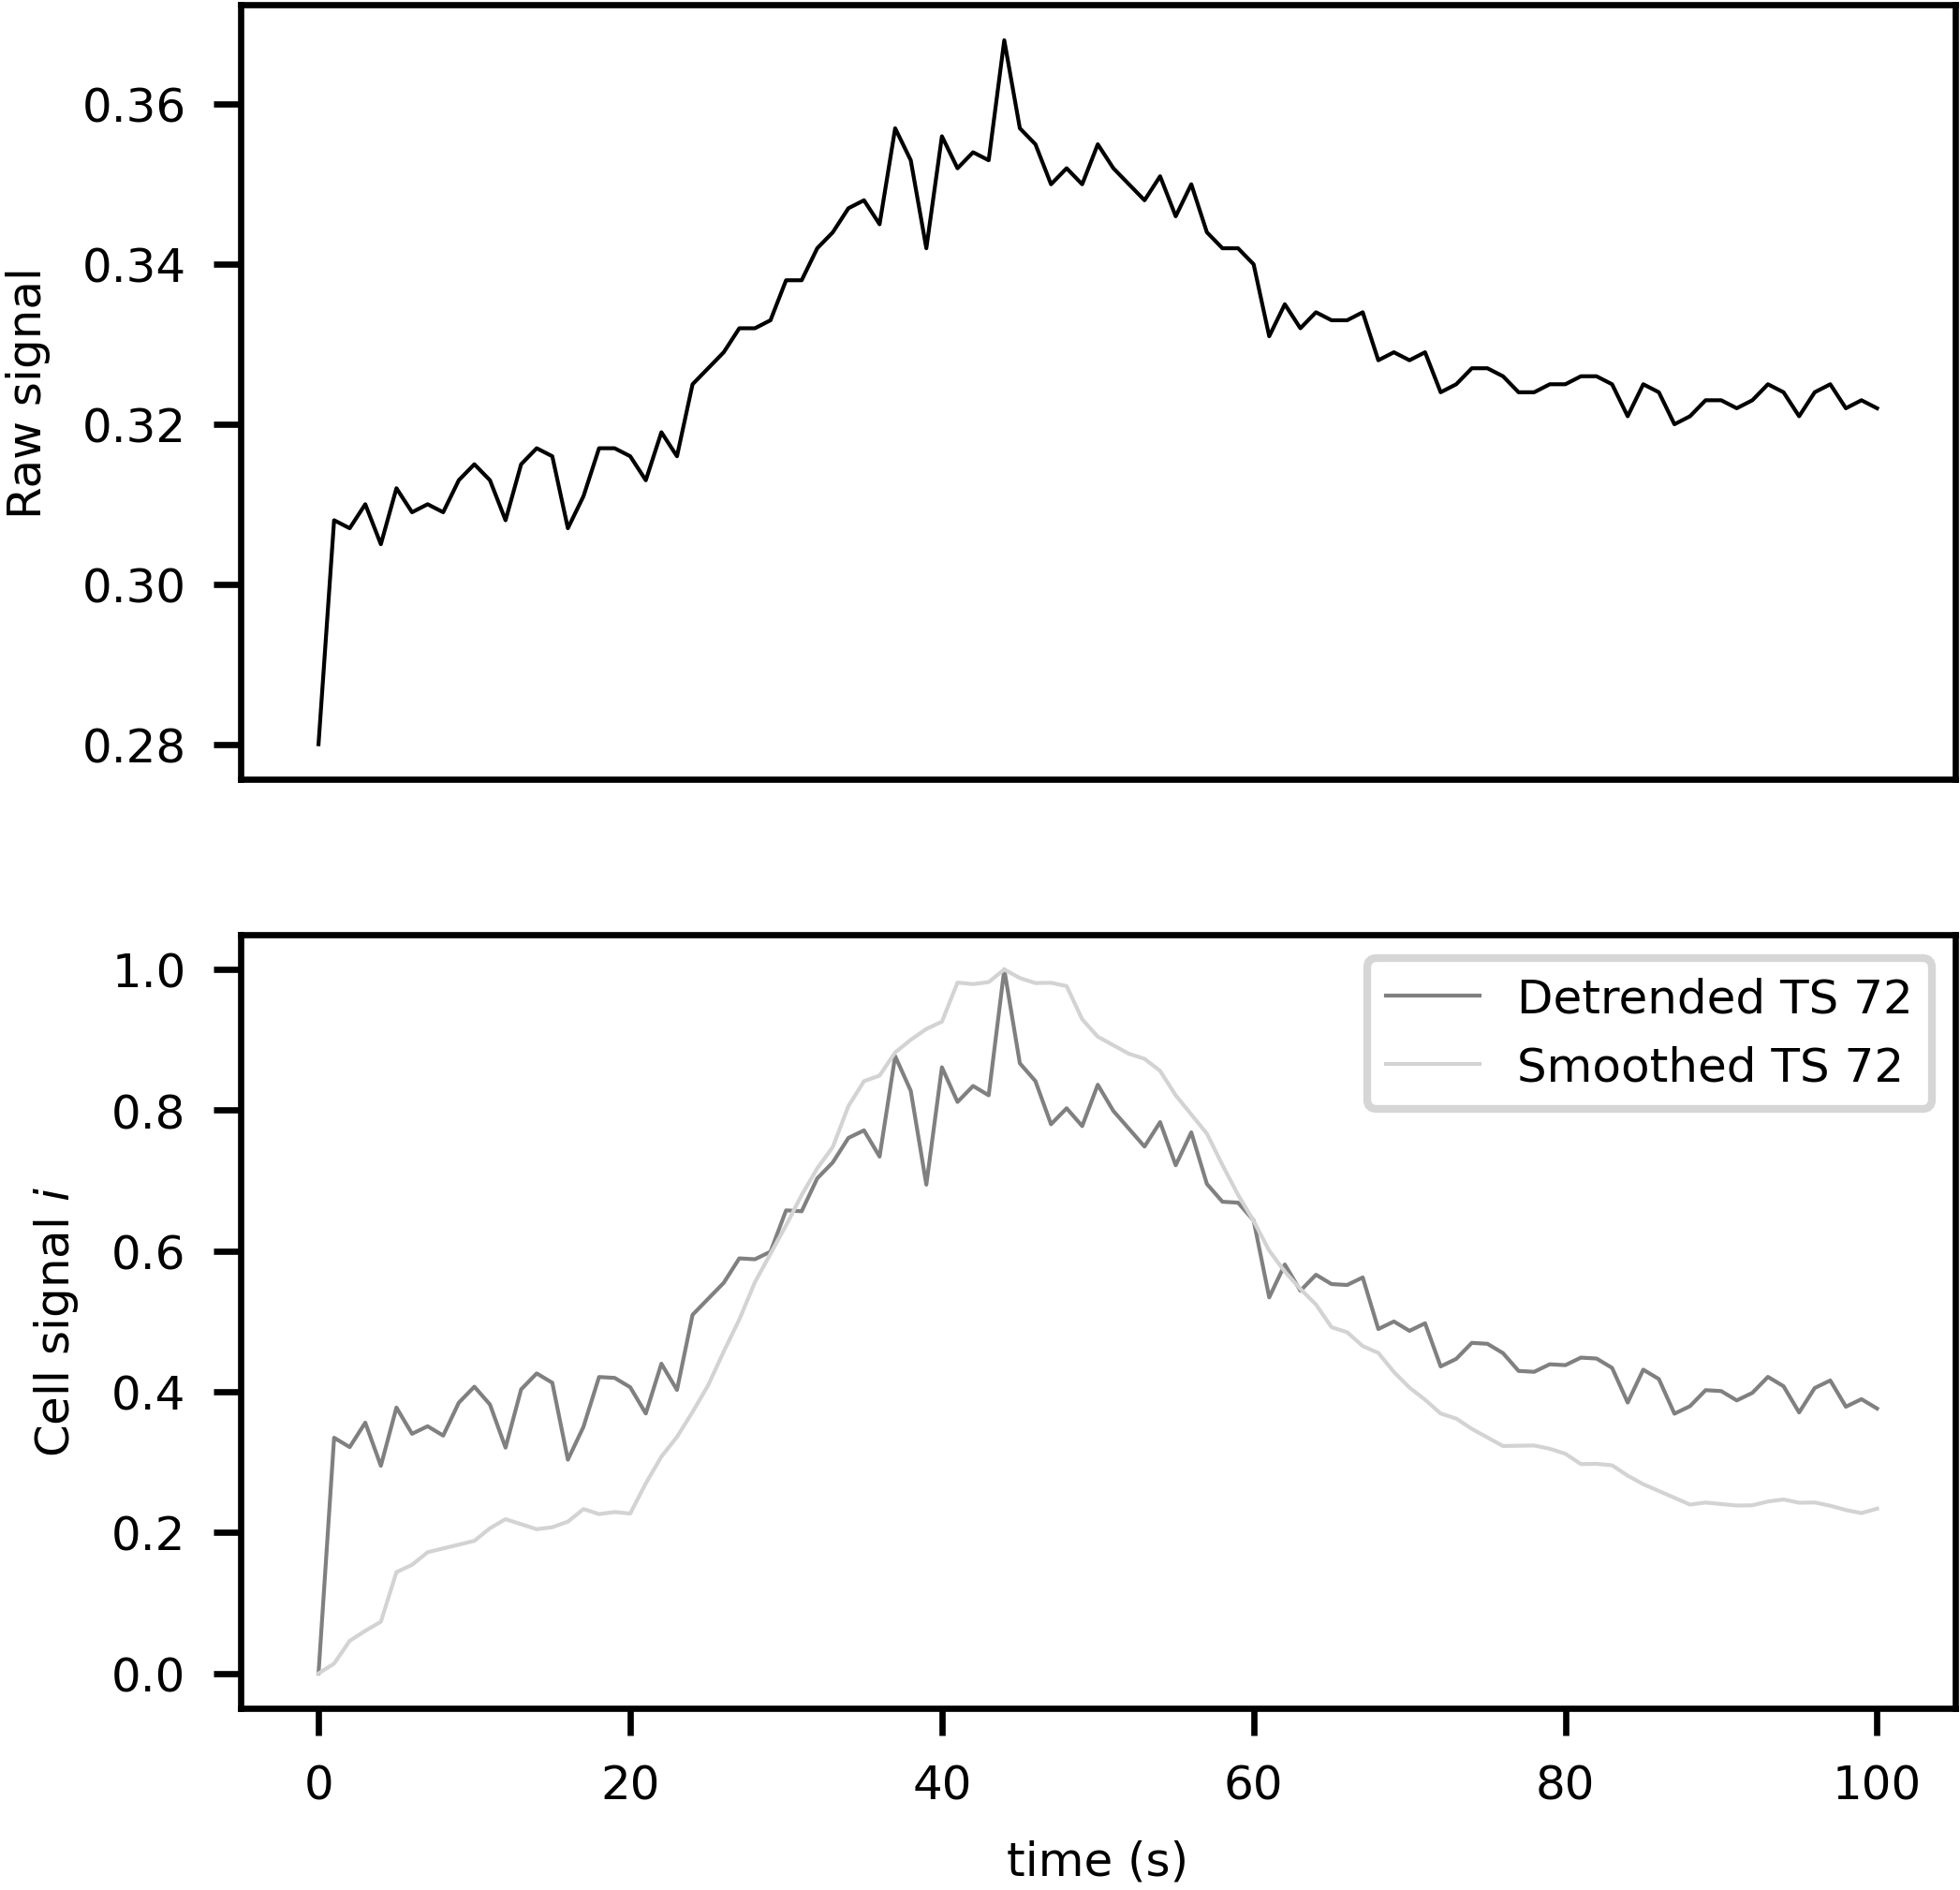 Raw signal
0.36
0.34
0.32
0.30
0.28
Cell signal i
1.0
0.8
0.6
0.4
0.2
0.0
Detrended TS 72
Smoothed TS 72
0 20 40 60 80 100
time (s)